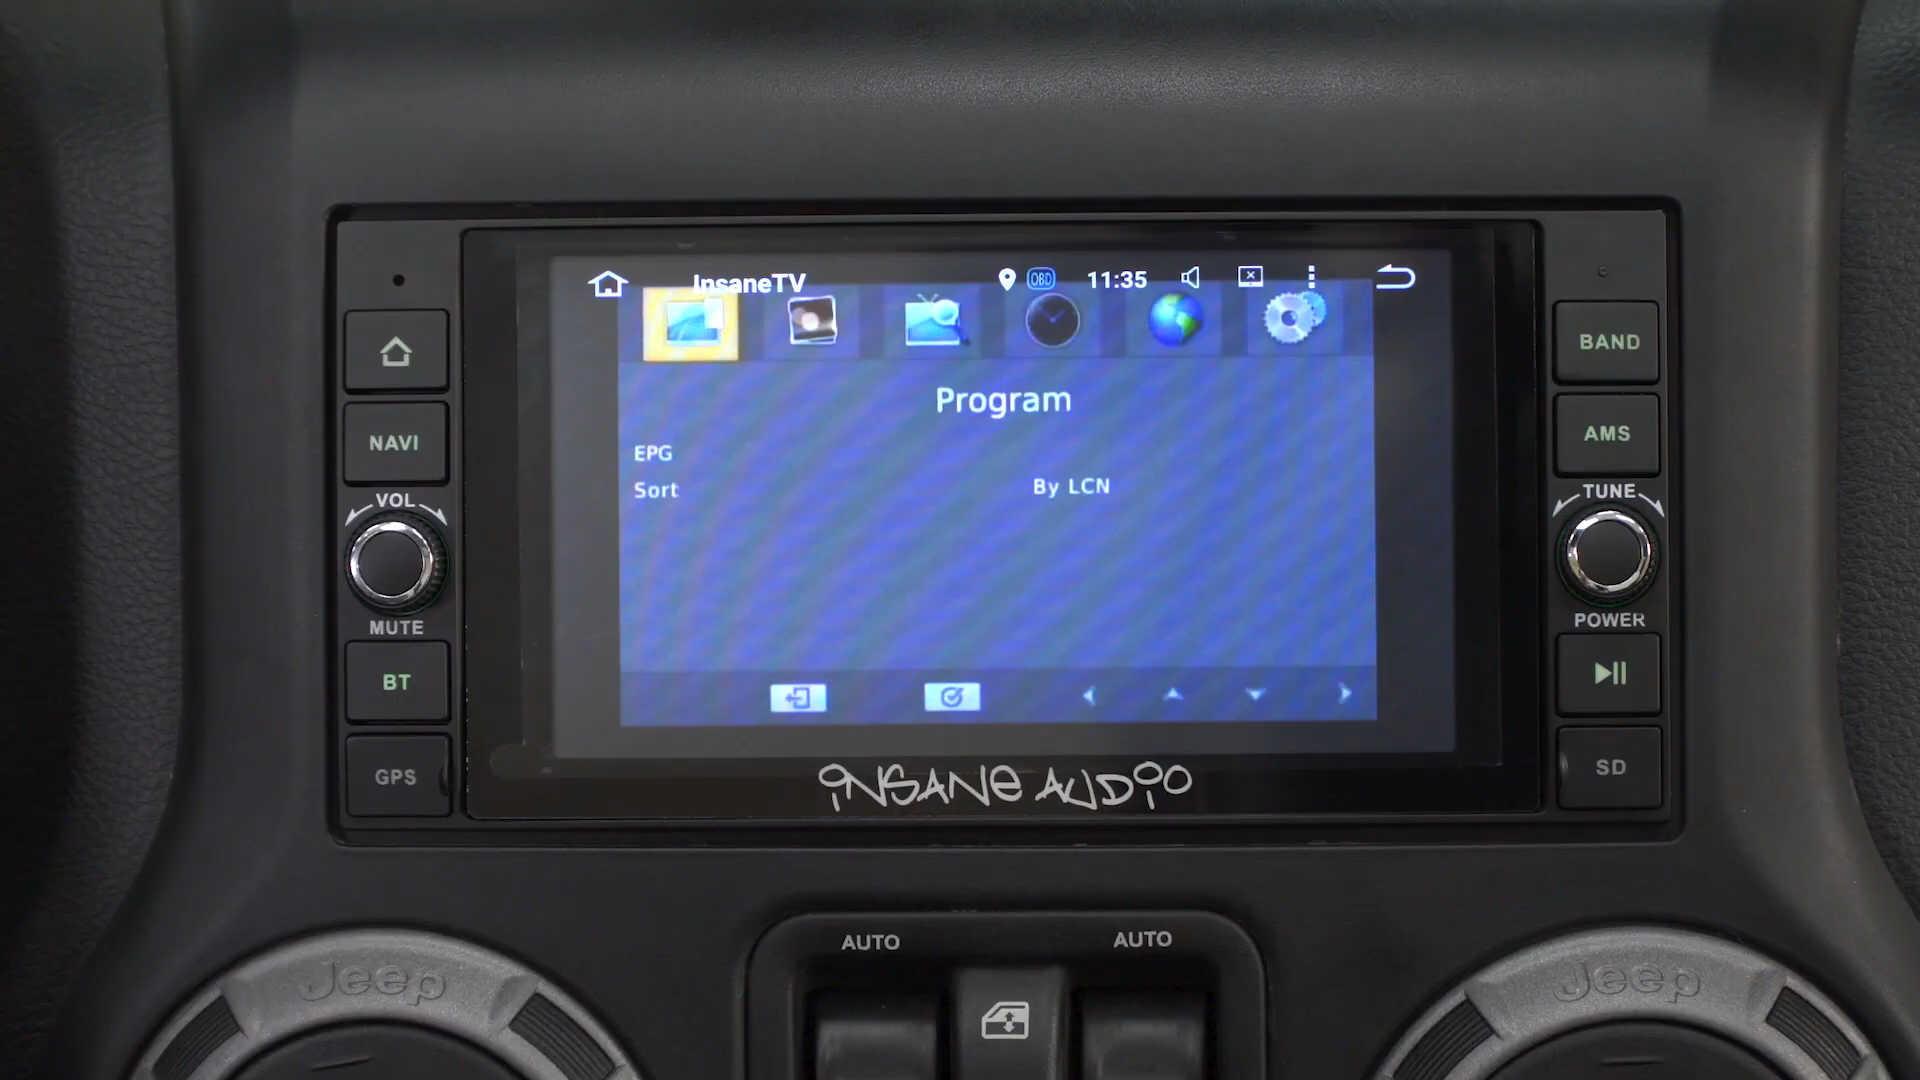 InsaneTV
OBD
11:35
Program
EPG
Sort By LCN
NAVI
VOL
MUTE
BT
GPS
BAND
AMS
TUNE
POWER
SD
INSANE AUDIO
AUTO AUTO
Jeep
Jeep